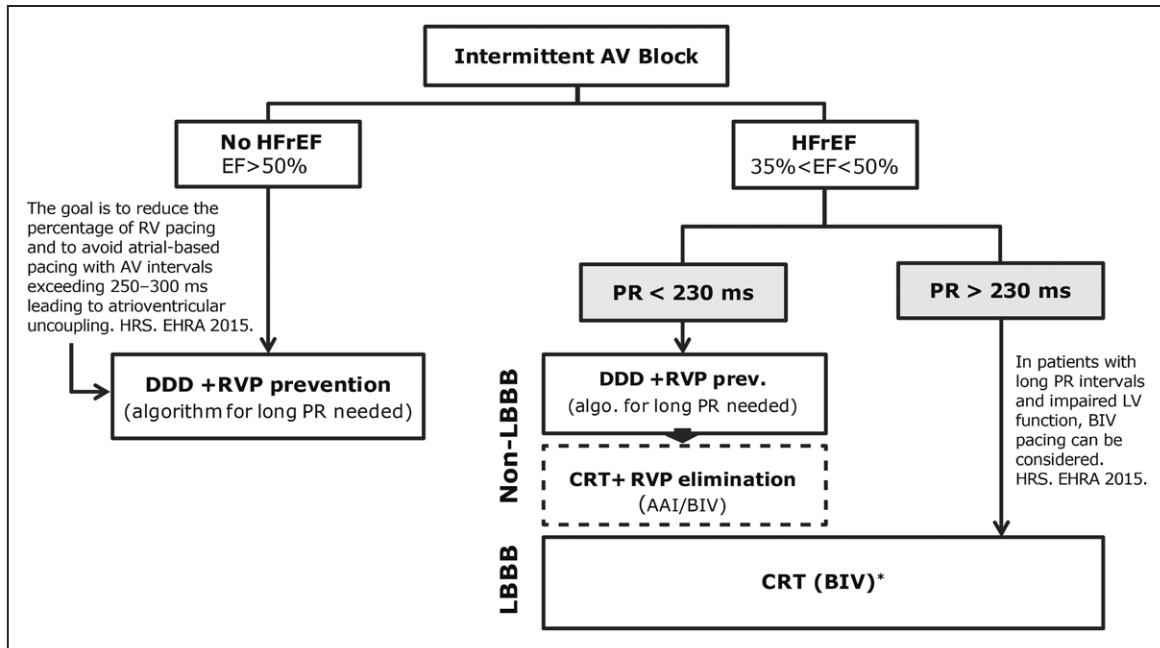 Intermittent AV Block
No HFrEF
EF>50%
HFrEF
35%<EF<50%
The goal is to reduce the
percentage of RV pacing
and to avoid atrial-based
pacing with AV intervals
exceeding 250–300 ms
leading to atrioventricular
uncoupling. HRS. EHRA 2015.
PR < 230 ms
PR > 230 ms
DDD +RVP prevention
(algorithm for long PR needed)
Non-LBBB
DDD +RVP prev.
(algo. for long PR needed)
CRT+ RVP elimination
(AAI/BIV)
In patients with
long PR intervals
and impaired LV
function, BIV
pacing can be
considered.
HRS. EHRA 2015.
LBBB
CRT (BIV)*